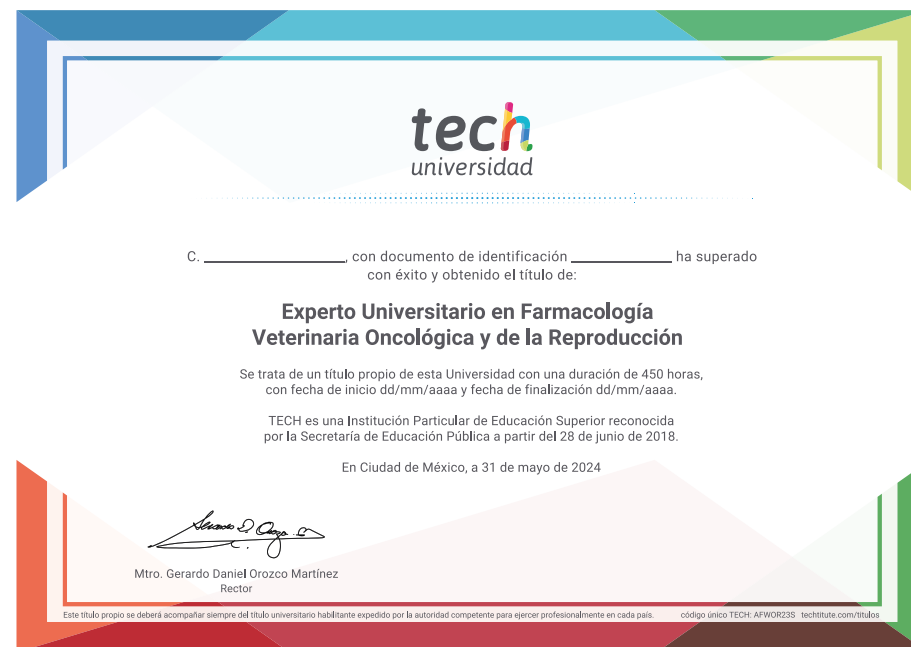 tech
universidad
C. ____________, con documento de identificación ____________ ha superado
con éxito y obtenido el título de:
Experto Universitario en Farmacología
Veterinaria Oncológica y de la Reproducción
Se trata de un título propio de esta Universidad con una duración de 450 horas,
con fecha de inicio dd/mm/aaaa y fecha de finalización dd/mm/aaaa.
TECH es una Institución Particular de Educación Superior reconocida
por la Secretaría de Educación Pública a partir del 28 de junio de 2018.
En Ciudad de México, a 31 de mayo de 2024
Mtro. Gerardo Daniel Orozco Martínez
Rector
Este título propio se deberá acompañar siempre del título universitario habilitante expedido por la autoridad competente para ejercer profesionalmente en cada país. código único TECH: AFWOR23S techtitute.com/titulos